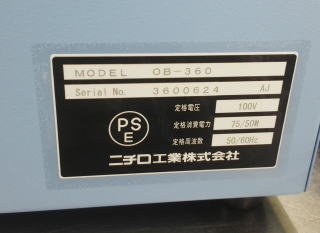 MODEL OB-360
Serial No. 3600624 AJ
定格電圧 100V
定格消費電力 75/50W
定格周波数 50/60Hz
PS
E
ニチロ工業株式会社